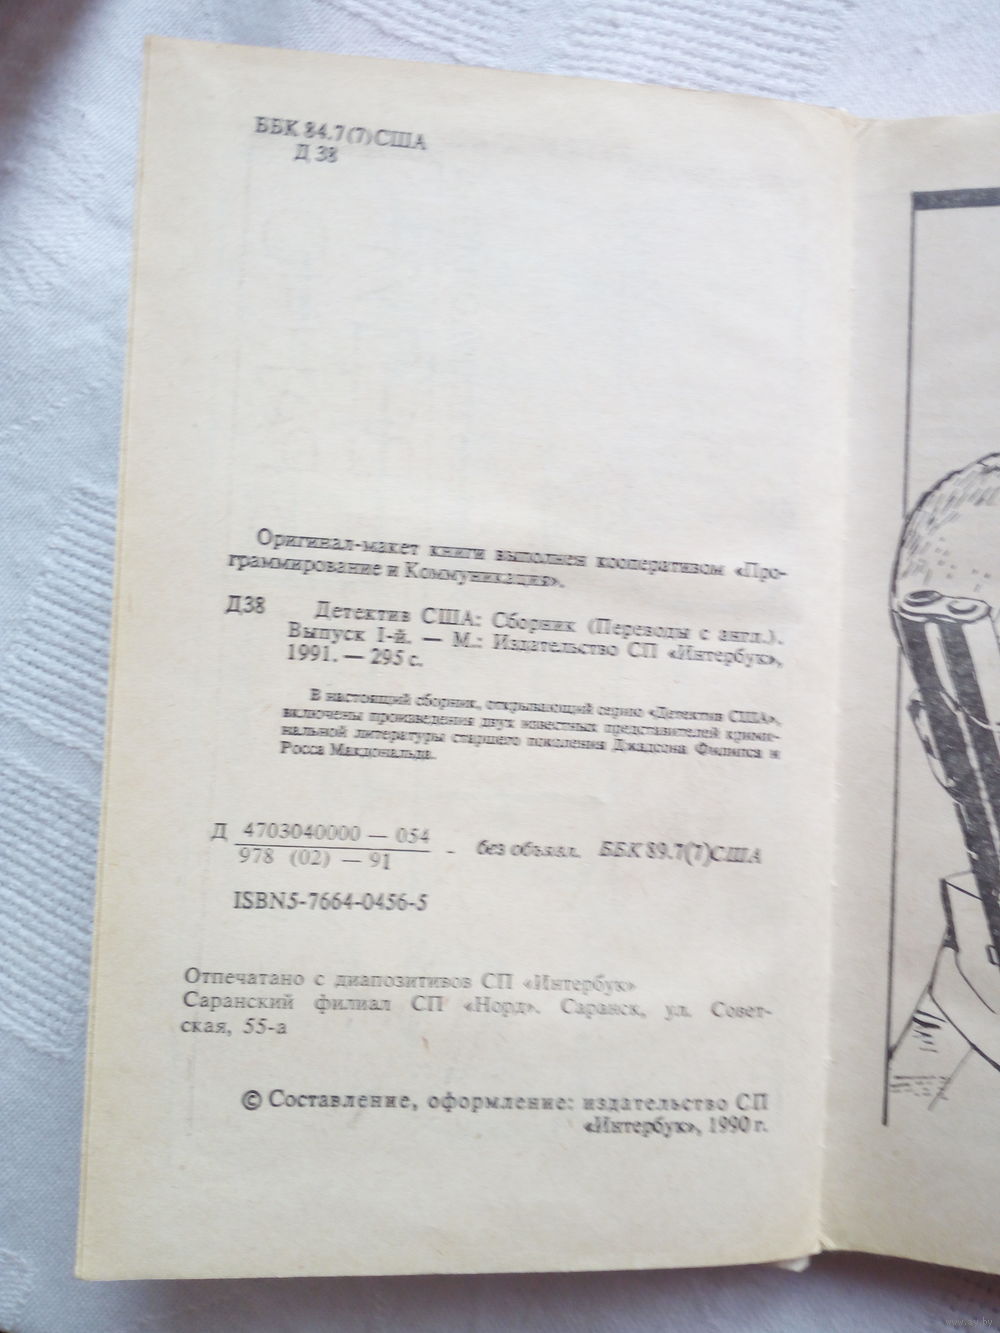 ББК 84.7(7)США
Д 38
Оригинал-макет книги выполнен кооперативом «Про-
граммирование и Коммуникация».
Д38 Детектив США: Сборник (Переводы с англ.).
Выпуск I-й. — М.: Издательство СП «Интербук»,
1991. — 295 с.
В настоящий сборник, открывающий серию «Детектив США»,
включены произведения двух известных представителей крими-
нальной литературы старшего поколения Джадсона Филипса и
Росса Макдональда.
Д 4703040000 — 054
978 (02) — 91 - без объявл. ББК 89.7(7)США
ISBN5-7664-0456-5
Отпечатано с диапозитивов СП «Интербук»
Саранский филиал СП «Норд». Саранск, ул. Совет-
ская, 55-а
© Составление, оформление: издательство СП
«Интербук», 1990 г.
www.ay.by